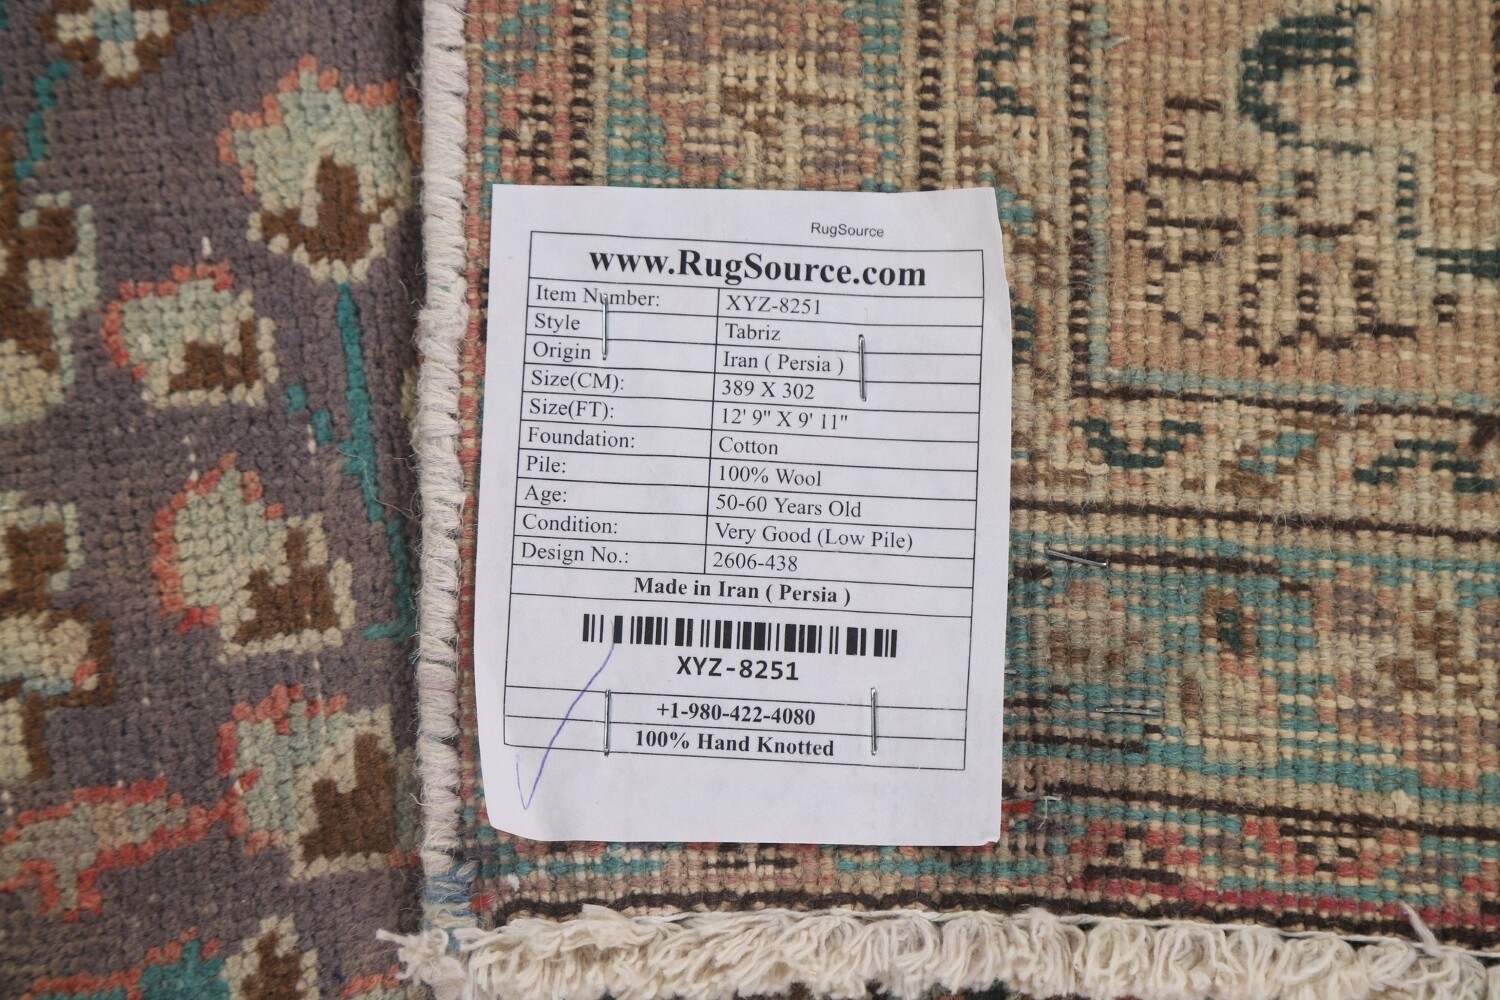 RugSource
www.RugSource.com
Item Number: XYZ-8251
Style Tabriz
Origin Iran ( Persia )
Size(CM): 389 X 302
Size(FT): 12' 9" X 9' 11"
Foundation: Cotton
Pile: 100% Wool
Age: 50-60 Years Old
Condition: Very Good (Low Pile)
Design No.: 2606-438
Made in Iran ( Persia )
XYZ-8251
+1-980-422-4080
100% Hand Knotted